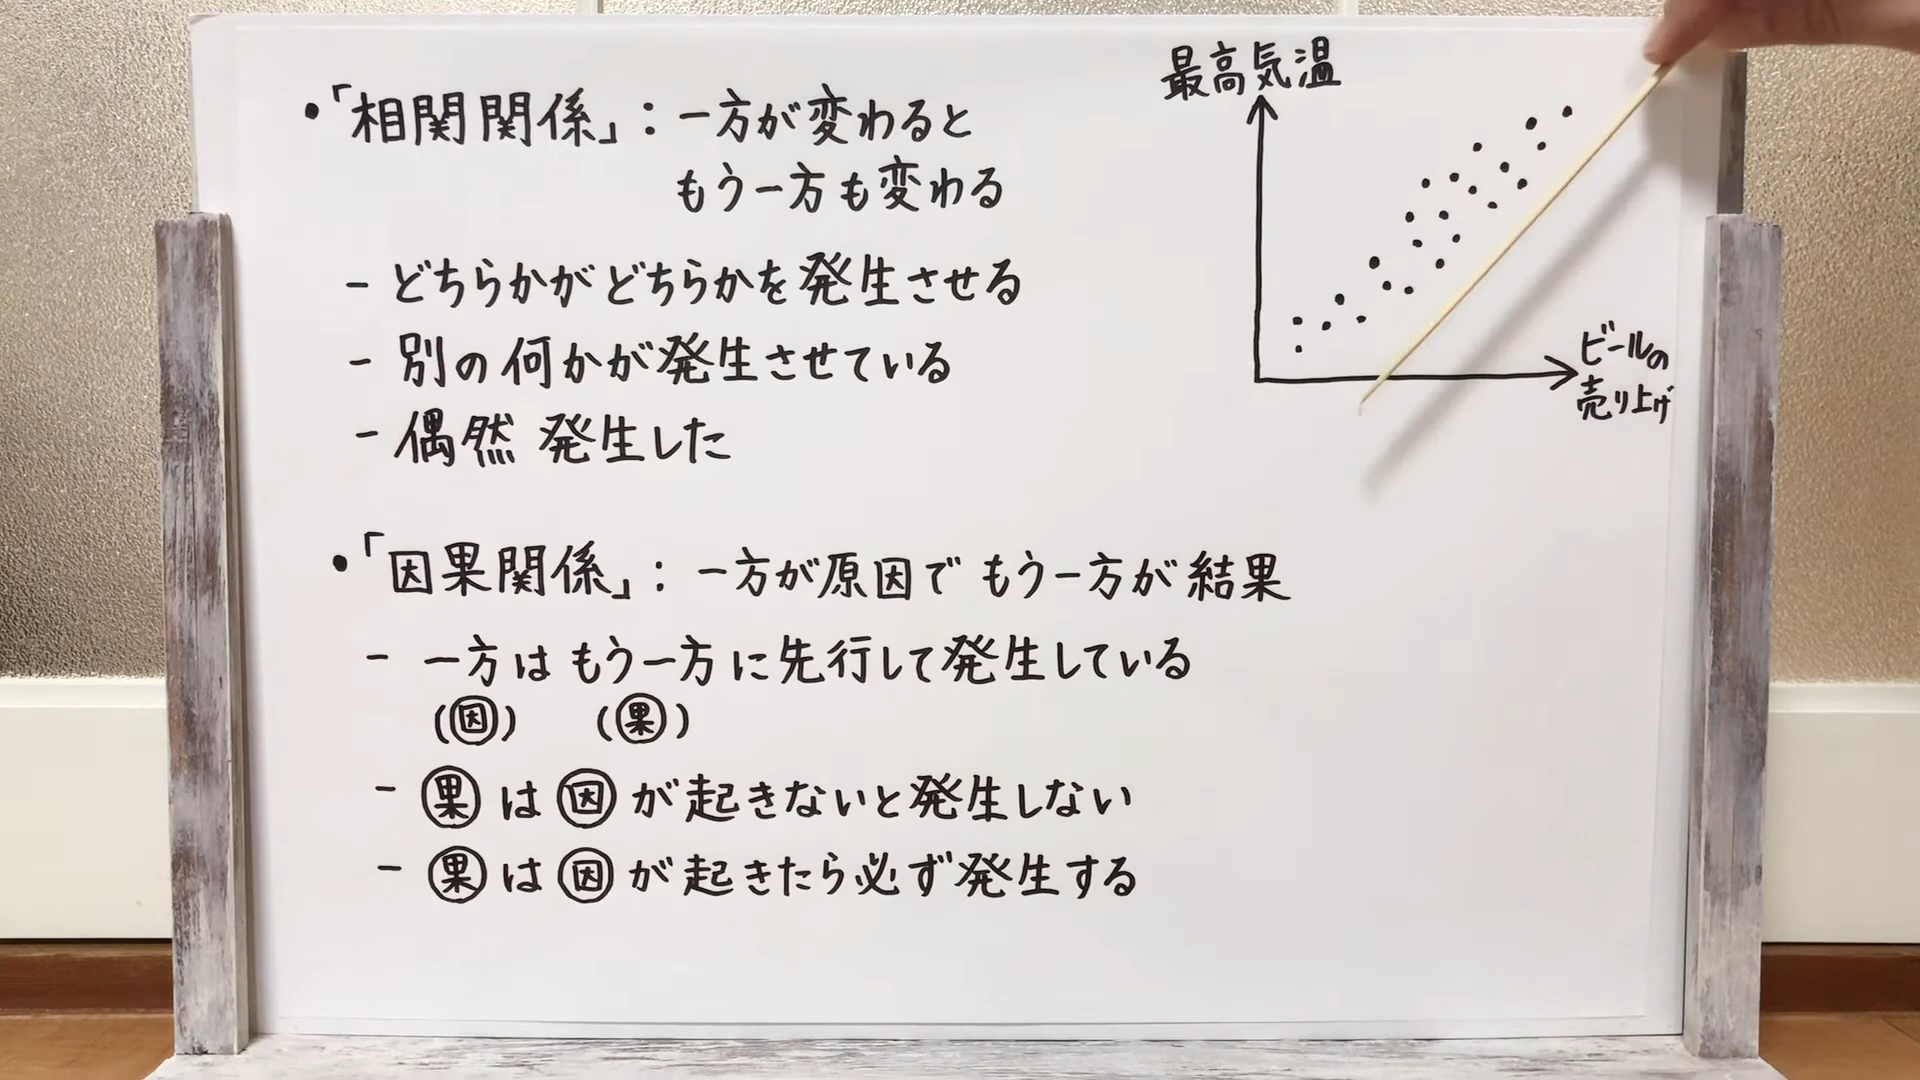 •「相関関係」: 一方が変わると
もう一方も変わる
- どちらかがどちらかを発生させる
- 別の何かが発生させている
- 偶然 発生した
最高気温
ビールの
売り上げ
•「因果関係」: 一方が原因で もう一方が結果
- 一方は もう一方に先行して発生している
(因) (果)
- 果 は 因 が起きないと発生しない
- 果 は 因 が起きたら必ず発生する